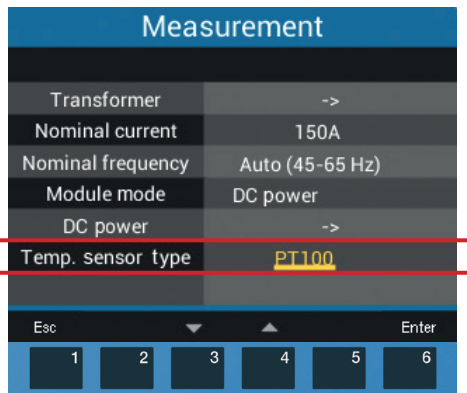 Measurement
Transformer ->
Nominal current 150A
Nominal frequency Auto (45-65 Hz)
Module mode DC power
DC power ->
Temp. sensor type PT100
Esc Enter
1 2 3 4 5 6